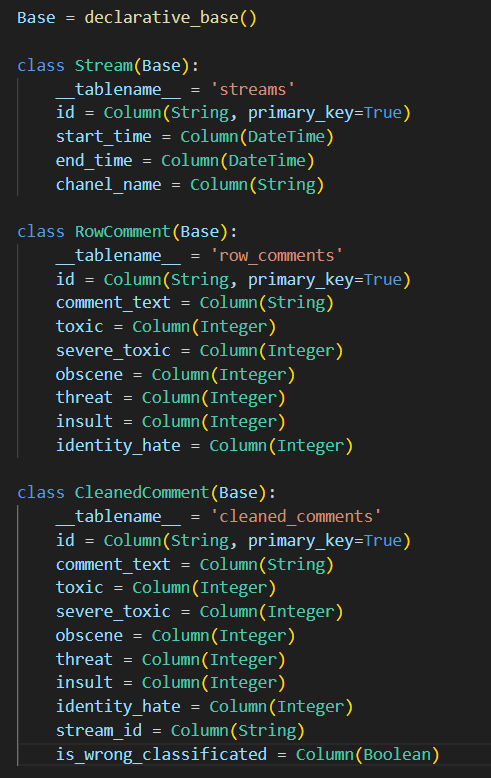 Base = declarative_base()
class Stream(Base):
__tablename__ = 'streams'
id = Column(String, primary_key=True)
start_time = Column(DateTime)
end_time = Column(DateTime)
chanel_name = Column(String)
class RowComment(Base):
__tablename__ = 'row_comments'
id = Column(String, primary_key=True)
comment_text = Column(String)
toxic = Column(Integer)
severe_toxic = Column(Integer)
obscene = Column(Integer)
threat = Column(Integer)
insult = Column(Integer)
identity_hate = Column(Integer)
class CleanedComment(Base):
__tablename__ = 'cleaned_comments'
id = Column(String, primary_key=True)
comment_text = Column(String)
toxic = Column(Integer)
severe_toxic = Column(Integer)
obscene = Column(Integer)
threat = Column(Integer)
insult = Column(Integer)
identity_hate = Column(Integer)
stream_id = Column(String)
is_wrong_classificated = Column(Boolean)